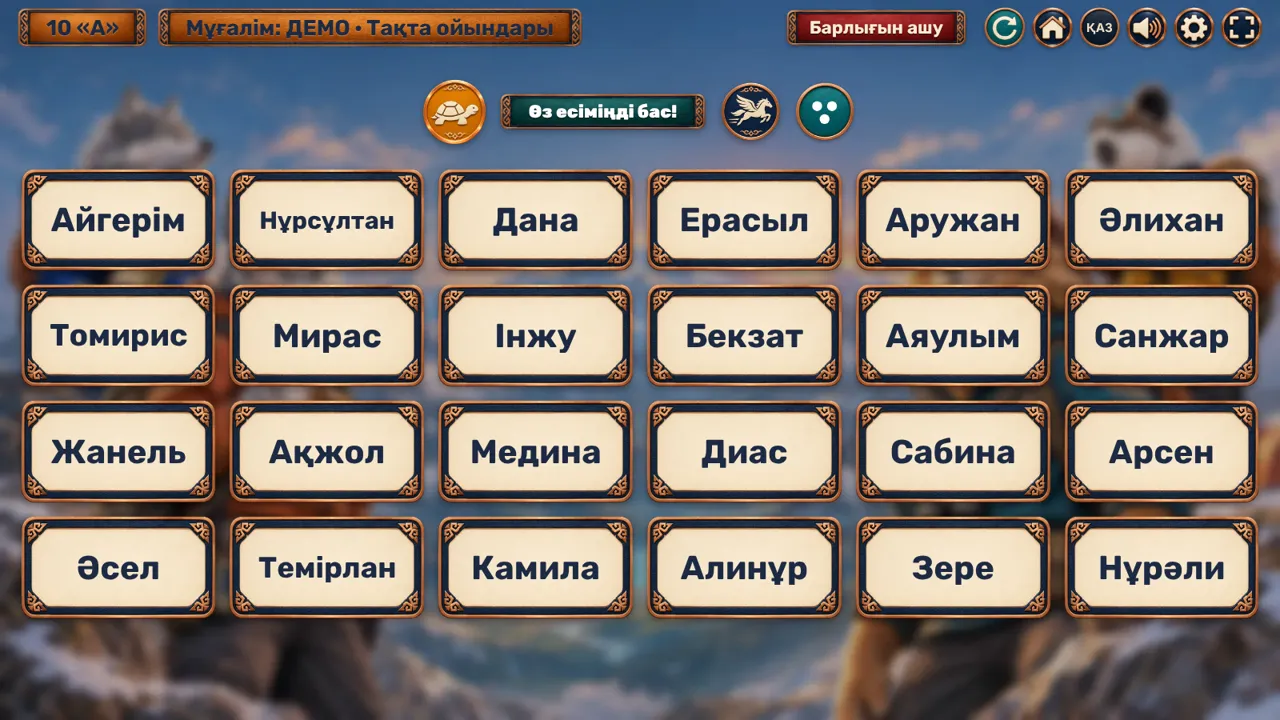 10 «А»
Мұғалім: ДЕМО • Тақта ойындары
Барлығын ашу
ҚАЗ
Өз есіміңді бас!
Айгерім
Нұрсұлтан
Дана
Ерасыл
Аружан
Әлихан
Томирис
Мирас
Інжу
Бекзат
Аяулым
Санжар
Жанель
Ақжол
Медина
Диас
Сабина
Арсен
Әсел
Темірлан
Камила
Алинұр
Зере
Нұрәли